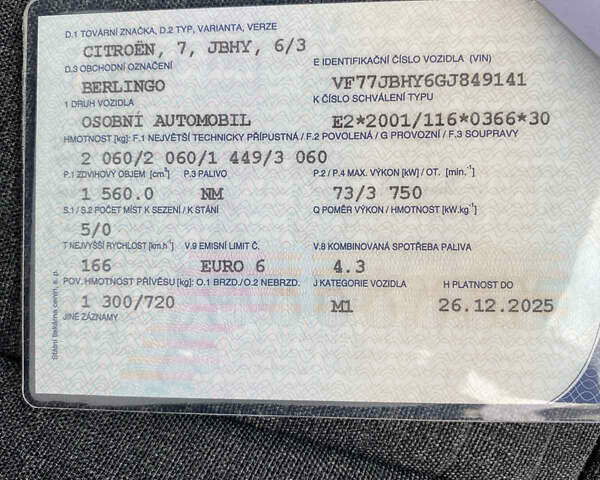 D.1 TOVÁRNÍ ZNAČKA, D.2 TYP, VARIANTA, VERZE
CITROËN, 7, JBHY, 6/3
D.3 OBCHODNÍ OZNAČENÍ E IDENTIFIKAČNÍ ČÍSLO VOZIDLA (VIN)
BERLINGO VF77JBHY6GJ849141
1 DRUH VOZIDLA K ČÍSLO SCHVÁLENÍ TYPU
OSOBNÍ AUTOMOBIL E2*2001/116*0366*30
HMOTNOST [kg]: F.1 NEJVĚTŠÍ TECHNICKY PŘÍPUSTNÁ / F.2 POVOLENÁ / G PROVOZNÍ / F.3 SOUPRAVY
2 060/2 060/1 449/3 060
P.1 ZDVIHOVÝ OBJEM [cm³] P.3 PALIVO P.2 / P.4 MAX. VÝKON [kW] / OT. [min.⁻¹]
1 560.0 NM 73/3 750
S.1 / S.2 POČET MÍST K SEZENÍ / K STÁNÍ Q POMĚR VÝKON / HMOTNOST [kW.kg⁻¹]
5/0
T NEJVYŠŠÍ RYCHLOST [km.h⁻¹] V.9 EMISNÍ LIMIT Č. V.8 KOMBINOVANÁ SPOTŘEBA PALIVA
166 EURO 6 4.3
POV. HMOTNOST PŘÍVĚSU [kg]: O.1 BRZD./O.2 NEBRZD. J KATEGORIE VOZIDLA H PLATNOST DO
1 300/720 M1 26.12.2025
JINÉ ZÁZNAMY
Státní tiskárna cenin, s. p.